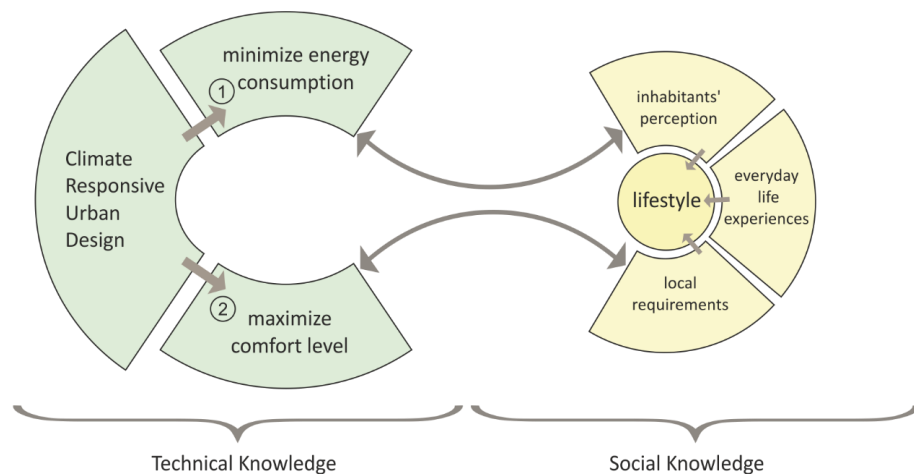 minimize energy
consumption
1
Climate
Responsive
Urban
Design
2
maximize
comfort level
inhabitants'
perception
everyday
life
experiences
lifestyle
local
requirements
Technical Knowledge
Social Knowledge